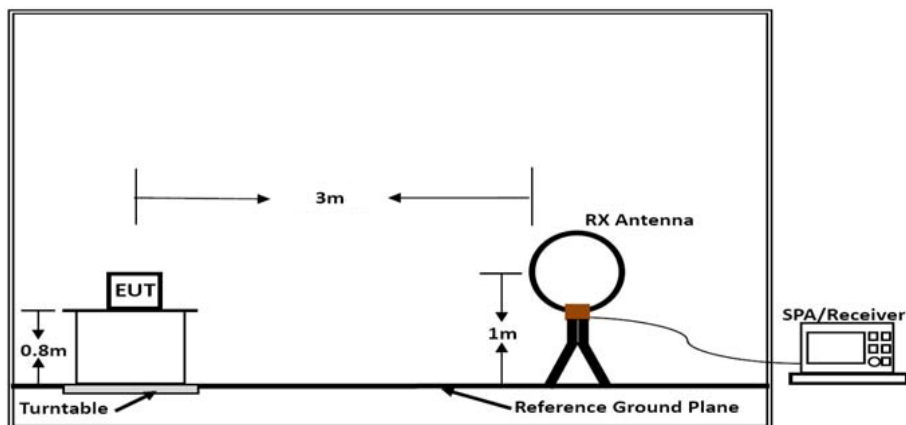 3m
RX Antenna
EUT
SPA/Receiver
0.8m
1m
Turntable
Reference Ground Plane